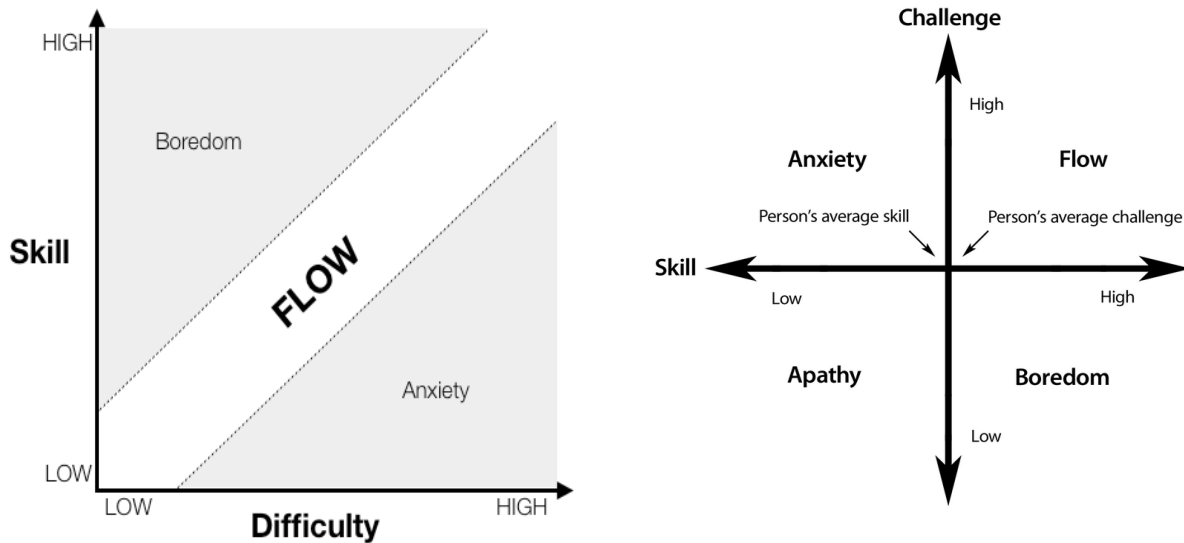 HIGH
Boredom
Skill
FLOW
Anxiety
LOW
LOW
HIGH
Difficulty
Challenge
High
Anxiety
Flow
Person's average skill
Person's average challenge
Skill
Low
High
Apathy
Boredom
Low